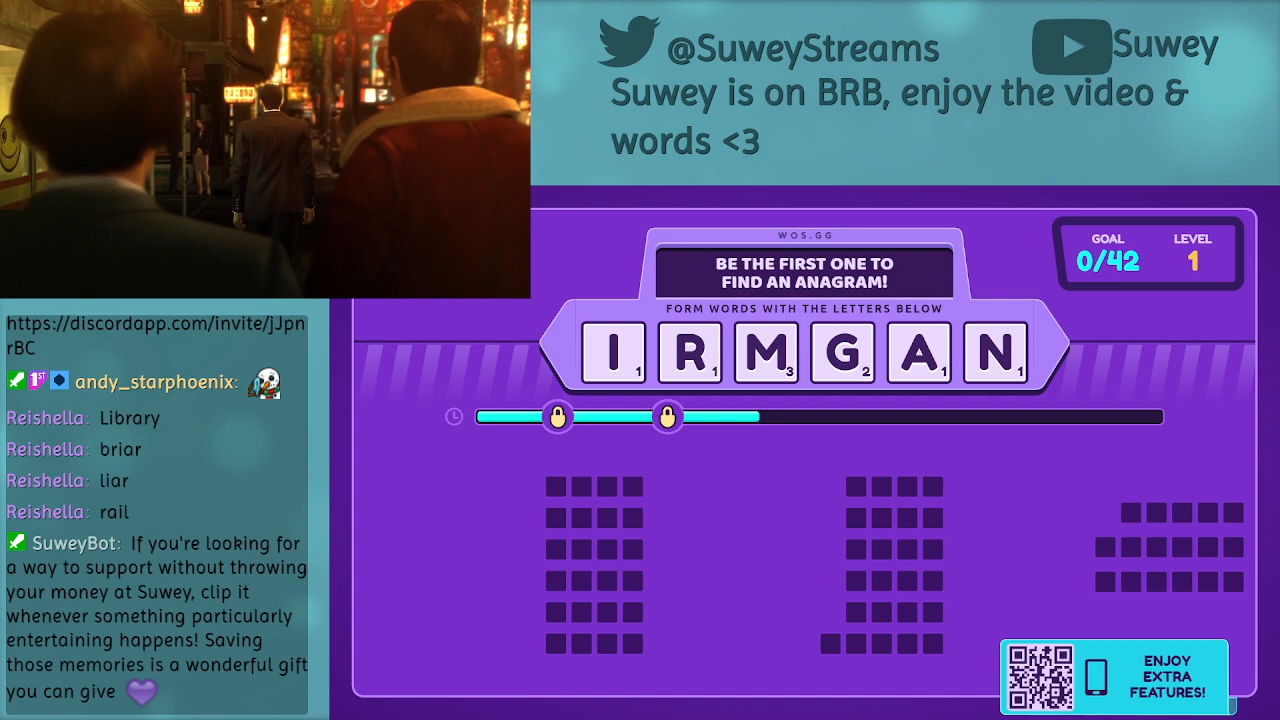 @SuweyStreams
Suwey
Suwey is on BRB, enjoy the video &
words <3
WOS.GG
BE THE FIRST ONE TO
FIND AN ANAGRAM!
GOAL
0/42
LEVEL
1
FORM WORDS WITH THE LETTERS BELOW
I 1 R 1 M 3 G 2 A 1 N 1
https://discordapp.com/invite/jJpn
rBC
1ST andy_starphoenix:
Reishella: Library
Reishella: briar
Reishella: liar
Reishella: rail
SuweyBot: If you're looking for
a way to support without throwing
your money at Suwey, clip it
whenever something particularly
entertaining happens! Saving
those memories is a wonderful gift
you can give
ENJOY
EXTRA
FEATURES!